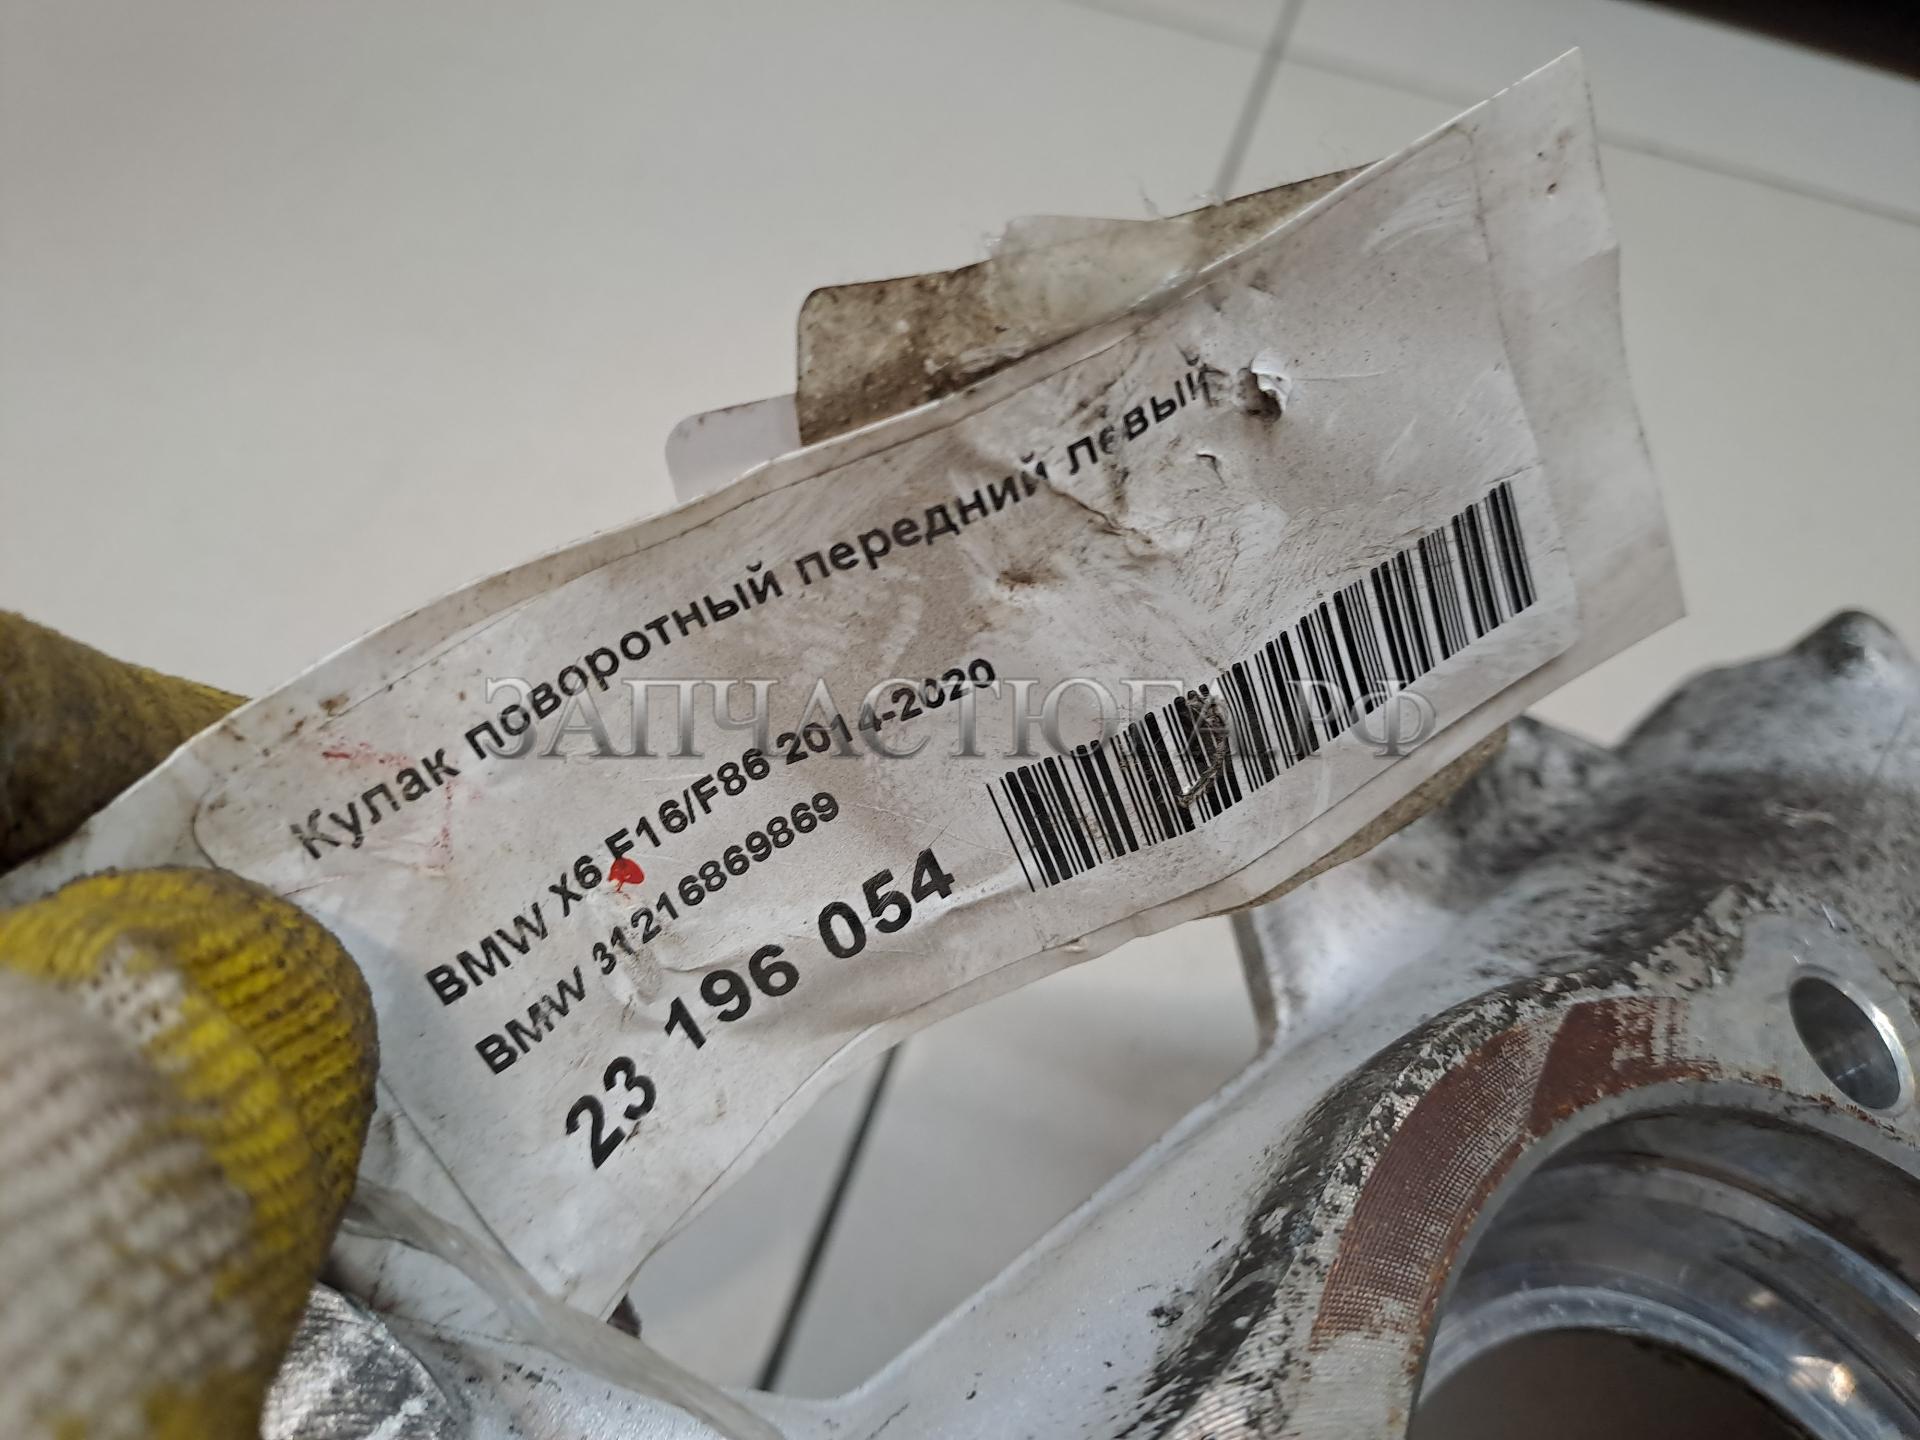 Кулак поворотный передний левый
BMW X6 F16/F86 2014-2020
BMW 31216869869
23 196 054
ЗАПЧАСТЮГА.РФ